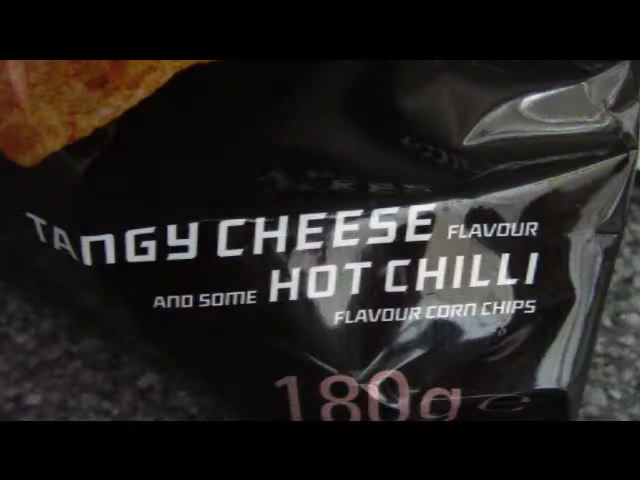 TANGY CHEESE FLAVOUR
AND SOME HOT CHILLI
FLAVOUR CORN CHIPS
180g e